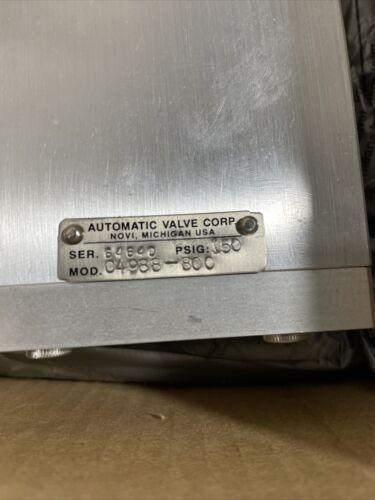 AUTOMATIC VALVE CORP
NOVI, MICHIGAN USA
SER. 64640 PSIG: 150
MOD. 04988-800